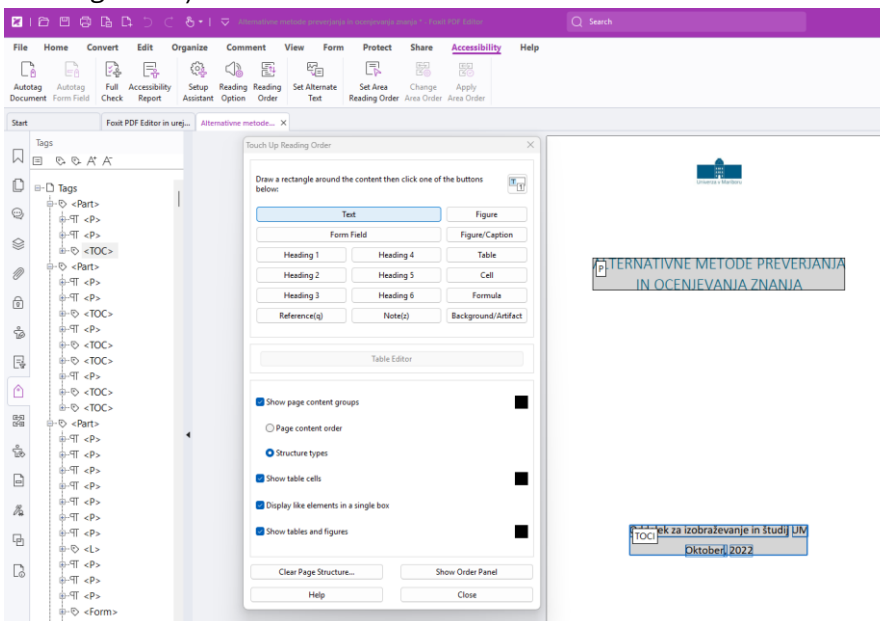 Alternativne metode preverjanja in ocenjevanja znanja * - Foxit PDF Editor
Search
File Home Convert Edit Organize Comment View Form Protect Share Accessibility Help
Autotag Document
Autotag Form Field
Full Check
Accessibility Report
Setup Assistant
Reading Option
Reading Order
Set Alternate Text
Set Area Reading Order
Change Area Order
Apply Area Order
Start
Foxit PDF Editor in urej...
Alternativne metode...
Tags
Tags
<Part>
<P>
<P>
<TOC>
<Part>
<P>
<P>
<TOC>
<P>
<TOC>
<TOC>
<P>
<TOC>
<TOC>
<Part>
<P>
<P>
<P>
<P>
<P>
<P>
<P>
<L>
<P>
<P>
<P>
<Form>
Touch Up Reading Order
Draw a rectangle around the content then click one of the buttons
below:
Text Figure
Form Field Figure/Caption
Heading 1 Heading 4 Table
Heading 2 Heading 5 Cell
Heading 3 Heading 6 Formula
Reference(q) Note(z) Background/Artifact
Table Editor
Show page content groups
Page content order
Structure types
Show table cells
Display like elements in a single box
Show tables and figures
Clear Page Structure... Show Order Panel
Help Close
Univerza v Mariboru
P
TERNATIVNE METODE PREVERJANJA
IN OCENJEVANJA ZNANJA
TOCI
ek za izobraževanje in študij UM
Oktober, 2022